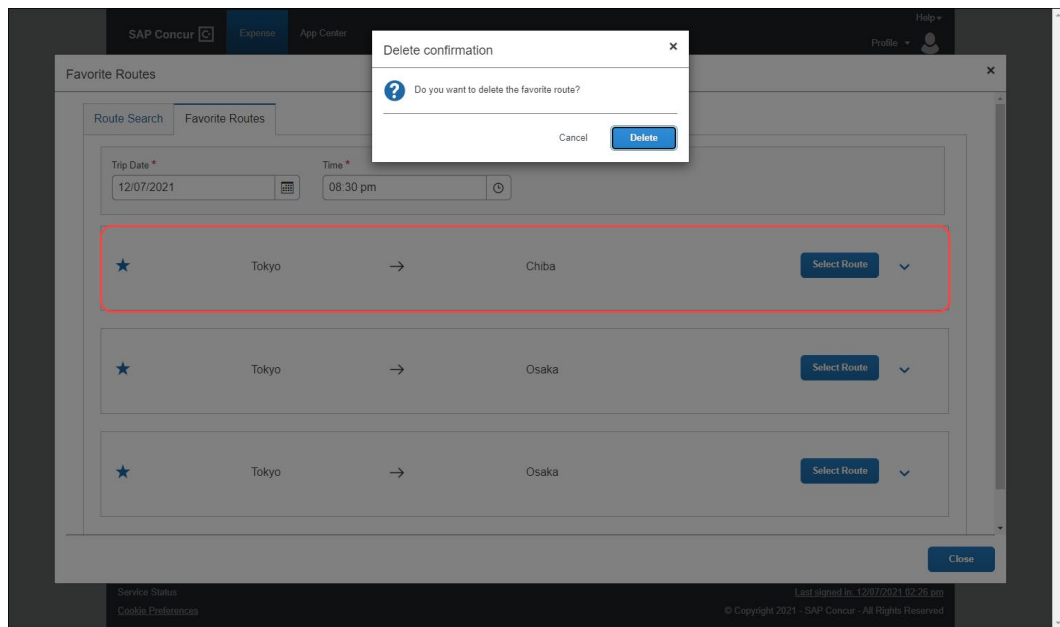 Help
SAP Concur C Expense App Center
Profile
Delete confirmation
Favorite Routes
Do you want to delete the favorite route?
Route Search Favorite Routes
Cancel Delete
Trip Date * Time *
12/07/2021 08:30 pm
Tokyo → Chiba Select Route
Tokyo → Osaka Select Route
Tokyo → Osaka Select Route
Close
Service Status Last signed in: 12/07/2021 02:26 pm
Cookie Preferences © Copyright 2021 - SAP Concur - All Rights Reserved